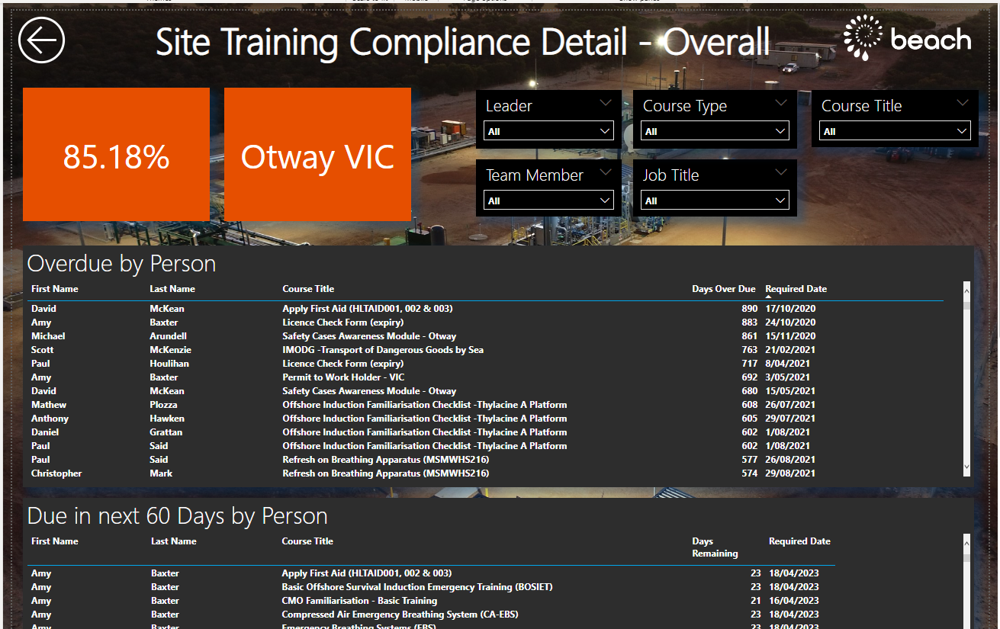 Site Training Compliance Detail - Overall
beach
85.18%
Otway VIC
Leader
All
Course Type
All
Course Title
All
Team Member
All
Job Title
All
Overdue by Person
First Name Last Name Course Title Days Over Due Required Date
David McKean Apply First Aid (HLTAID001, 002 & 003) 890 17/10/2020
Amy Baxter Licence Check Form (expiry) 883 24/10/2020
Michael Arundell Safety Cases Awareness Module - Otway 861 15/11/2020
Scott McKenzie IMODG -Transport of Dangerous Goods by Sea 763 21/02/2021
Paul Houlihan Licence Check Form (expiry) 717 8/04/2021
Amy Baxter Permit to Work Holder - VIC 692 3/05/2021
David McKean Safety Cases Awareness Module - Otway 680 15/05/2021
Mathew Plozza Offshore Induction Familiarisation Checklist -Thylacine A Platform 608 26/07/2021
Anthony Hawken Offshore Induction Familiarisation Checklist -Thylacine A Platform 605 29/07/2021
Daniel Grattan Offshore Induction Familiarisation Checklist -Thylacine A Platform 602 1/08/2021
Paul Said Offshore Induction Familiarisation Checklist -Thylacine A Platform 602 1/08/2021
Paul Said Refresh on Breathing Apparatus (MSMWHS216) 577 26/08/2021
Christopher Mark Refresh on Breathing Apparatus (MSMWHS216) 574 29/08/2021
Due in next 60 Days by Person
First Name Last Name Course Title Days Remaining Required Date
Amy Baxter Apply First Aid (HLTAID001, 002 & 003) 23 18/04/2023
Amy Baxter Basic Offshore Survival Induction Emergency Training (BOSIET) 23 18/04/2023
Amy Baxter CMO Familiarisation - Basic Training 21 16/04/2023
Amy Baxter Compressed Air Emergency Breathing System (CA-EBS) 23 18/04/2023
Amy Baxter Emergency Breathing Systems (EBS) 23 18/04/2023